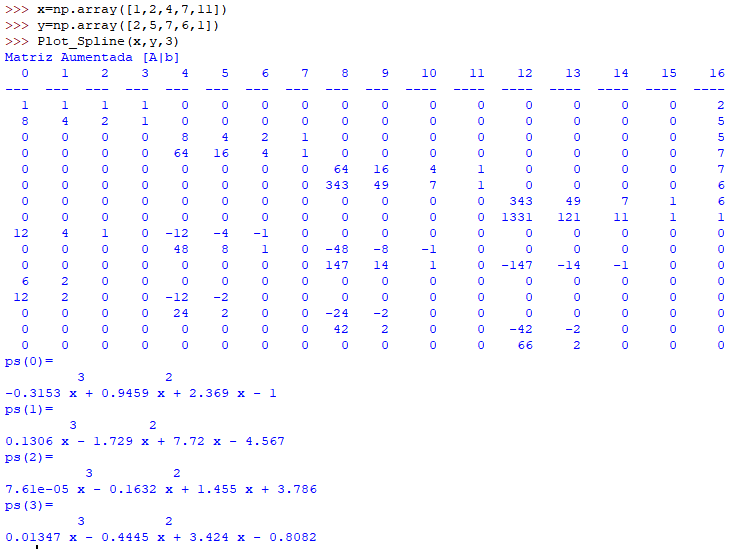 >>> x=np.array([1,2,4,7,11])
>>> y=np.array([2,5,7,6,1])
>>> Plot_Spline(x,y,3)
Matriz Aumentada [A|b]
0 1 2 3 4 5 6 7 8 9 10 11 12 13 14 15 16
--- --- --- --- --- --- --- --- --- --- ---- ---- ---- ---- ---- ---- ----
1 1 1 1 0 0 0 0 0 0 0 0 0 0 0 0 2
8 4 2 1 0 0 0 0 0 0 0 0 0 0 0 0 5
0 0 0 0 8 4 2 1 0 0 0 0 0 0 0 0 5
0 0 0 0 64 16 4 1 0 0 0 0 0 0 0 0 7
0 0 0 0 0 0 0 0 64 16 4 1 0 0 0 0 7
0 0 0 0 0 0 0 0 343 49 7 1 0 0 0 0 6
0 0 0 0 0 0 0 0 0 0 0 0 343 49 7 1 6
0 0 0 0 0 0 0 0 0 0 0 0 1331 121 11 1 1
12 4 1 0 -12 -4 -1 0 0 0 0 0 0 0 0 0 0
0 0 0 0 48 8 1 0 -48 -8 -1 0 0 0 0 0 0
0 0 0 0 0 0 0 0 147 14 1 0 -147 -14 -1 0 0
6 2 0 0 0 0 0 0 0 0 0 0 0 0 0 0 0
12 2 0 0 -12 -2 0 0 0 0 0 0 0 0 0 0 0
0 0 0 0 24 2 0 0 -24 -2 0 0 0 0 0 0 0
0 0 0 0 0 0 0 0 42 2 0 0 -42 -2 0 0 0
0 0 0 0 0 0 0 0 0 0 0 0 66 2 0 0 0
ps(0)=
3 2
-0.3153 x + 0.9459 x + 2.369 x - 1
ps(1)=
3 2
0.1306 x - 1.729 x + 7.72 x - 4.567
ps(2)=
3 2
7.61e-05 x - 0.1632 x + 1.455 x + 3.786
ps(3)=
3 2
0.01347 x - 0.4445 x + 3.424 x - 0.8082